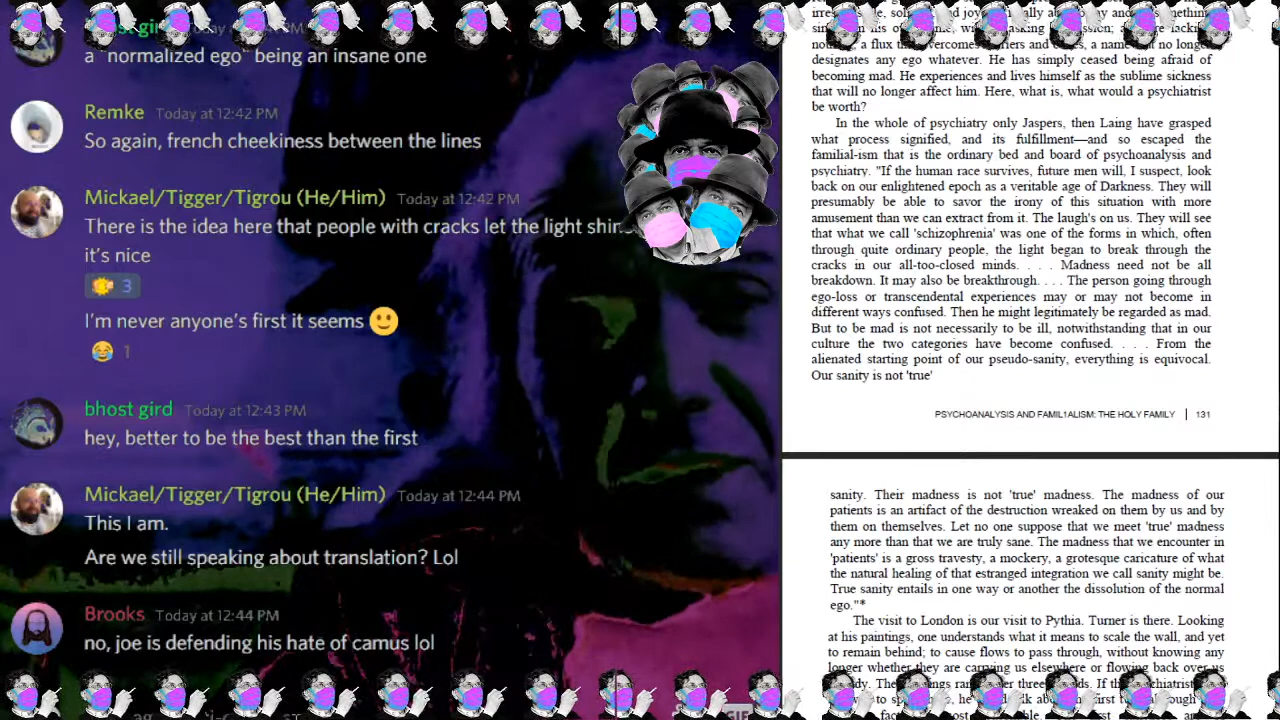 a "normalized ego" being an insane one
Remke Today at 12:42 PM
So again, french cheekiness between the lines
Mickael/Tigger/Tigrou (He/Him) Today at 12:42 PM
There is the idea here that people with cracks let the light
it's nice
3
I'm never anyone's first it seems
1
bhost gird Today at 12:43 PM
hey, better to be the best than the first
Mickael/Tigger/Tigrou (He/Him) Today at 12:44 PM
This I am.
Are we still speaking about translation? Lol
Brooks Today at 12:44 PM
no, joe is defending his hate of camus lol
designates any ego whatever. He has simply ceased being afraid of
becoming mad. He experiences and lives himself as the sublime sickness
that will no longer affect him. Here, what is, what would a psychiatrist
be worth?
In the whole of psychiatry only Jaspers, then Laing have grasped
what process signified, and its fulfillment—and so escaped the
familial-ism that is the ordinary bed and board of psychoanalysis and
psychiatry. "If the human race survives, future men will, I suspect, look
back on our enlightened epoch as a veritable age of Darkness. They will
presumably be able to savor the irony of this situation with more
amusement than we can extract from it. The laugh's on us. They will see
that what we call 'schizophrenia' was one of the forms in which, often
through quite ordinary people, the light began to break through the
cracks in our all-too-closed minds. . . . Madness need not be all
breakdown. It may also be breakthrough. . . . The person going through
ego-loss or transcendental experiences may or may not become in
different ways confused. Then he might legitimately be regarded as mad.
But to be mad is not necessarily to be ill, notwithstanding that in our
culture the two categories have become confused. . . . From the
alienated starting point of our pseudo-sanity, everything is equivocal.
Our sanity is not 'true'
PSYCHOANALYSIS AND FAMIL1ALISM: THE HOLY FAMILY | 131
sanity. Their madness is not 'true' madness. The madness of our
patients is an artifact of the destruction wreaked on them by us and by
them on themselves. Let no one suppose that we meet 'true' madness
any more than that we are truly sane. The madness that we encounter in
'patients' is a gross travesty, a mockery, a grotesque caricature of what
the natural healing of that estranged integration we call sanity might be.
True sanity entails in one way or another the dissolution of the normal
ego."*
The visit to London is our visit to Pythia. Turner is there. Looking
at his paintings, one understands what it means to scale the wall, and yet
to remain behind; to cause flows to pass through, without knowing any
longer whether they are carrying us elsewhere or flowing back over us